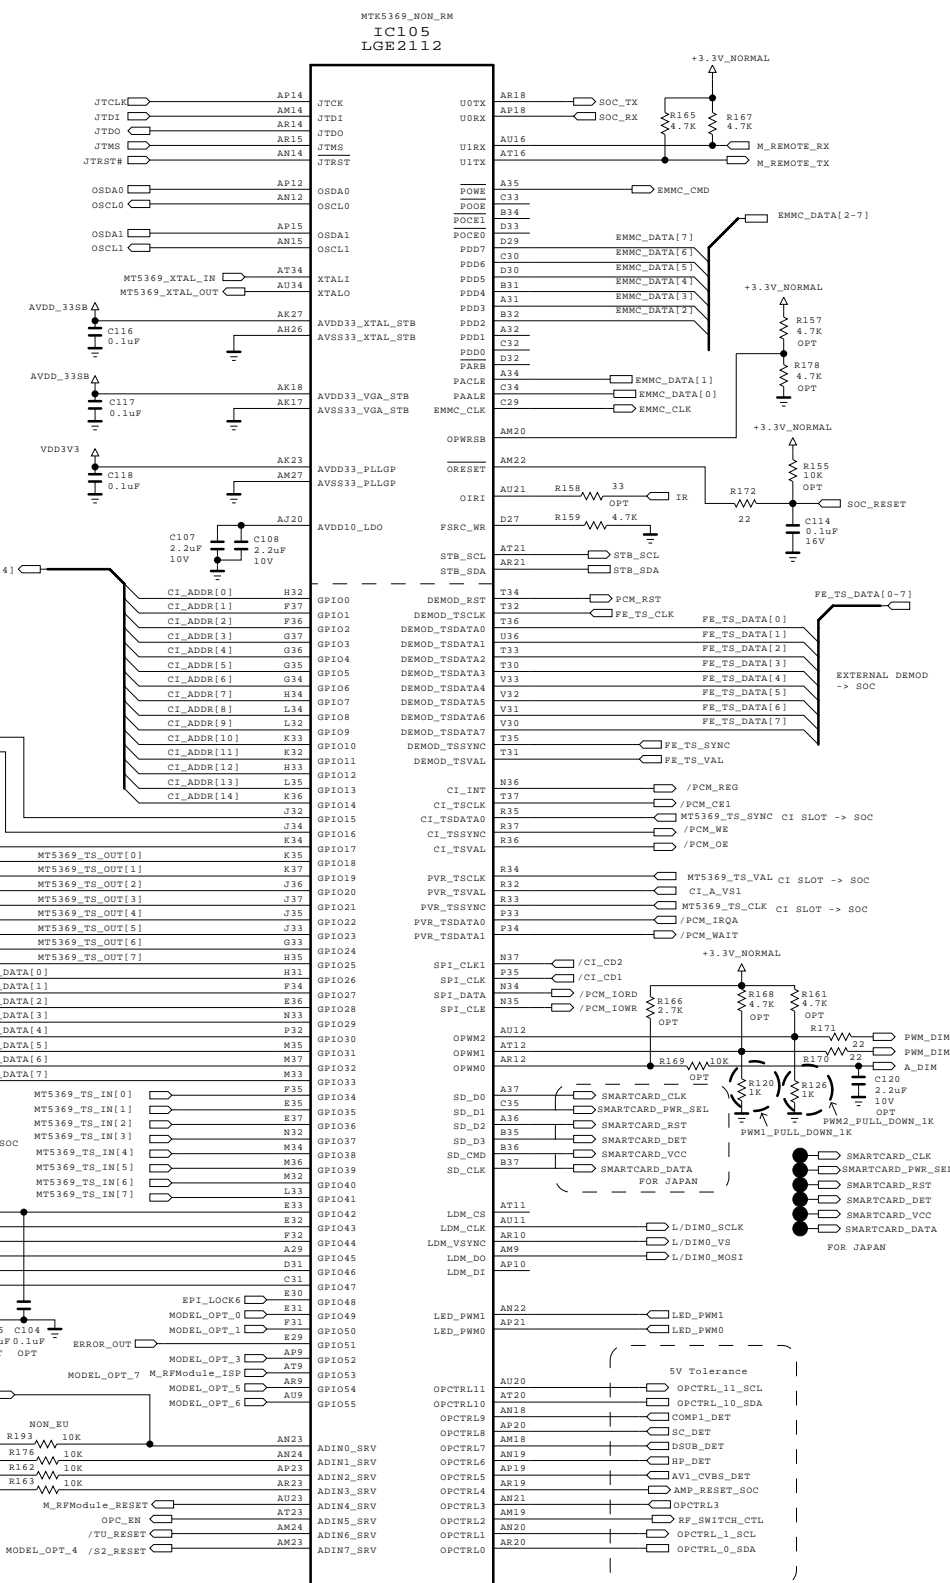 MTK5369_NON_RM
IC105
LGE2112
+3.3V_NORMAL
JTCLK AP14 JTCK U0TX AR18 SOC_TX
JTDI AM14 JTDI U0RX AP18 SOC_RX
R165 4.7K R167 4.7K
JTDO AR14 JTDO
JTMS AR15 JTMS U1RX AU16 M_REMOTE_RX
JTRST# AN14 JTRST U1TX AT16 M_REMOTE_TX
OSDA0 AP12 OSDA0 POWE A35 EMMC_CMD
OSCL0 AN12 OSCL0 POOE C33
POCE1 B34
EMMC_DATA[2-7]
OSDA1 AP15 OSDA1 POCE0 D33
OSCL1 AN15 OSCL1 PDD7 D29 EMMC_DATA[7]
PDD6 C30 EMMC_DATA[6]
MT5369_XTAL_IN AT34 XTALI PDD5 D30 EMMC_DATA[5]
MT5369_XTAL_OUT AU34 XTALO PDD4 B31 EMMC_DATA[4]
PDD3 A31 EMMC_DATA[3]
AVDD_33SB AK27 AVDD33_XTAL_STB PDD2 B32 EMMC_DATA[2]
C116 0.1uF AH26 AVSS33_XTAL_STB PDD1 A32
PDD0 C32
+3.3V_NORMAL
R157 4.7K OPT
R178 4.7K OPT
PARB D32
AVDD_33SB PACLE A34 EMMC_DATA[1]
AK18 AVDD33_VGA_STB PAALE C34 EMMC_DATA[0]
C117 0.1uF AK17 AVSS33_VGA_STB EMMC_CLK C29 EMMC_CLK
OPWRSB AM20
+3.3V_NORMAL
VDD3V3 AK23 AVDD33_PLLGP ORESET AM22
C118 0.1uF AM27 AVSS33_PLLGP
R155 10K OPT
OIRI AU21 R158 33 OPT IR
R172 22 SOC_RESET
C114 0.1uF 16V
AJ20 AVDD10_LDO FSRC_WR D27 R159 4.7K
C107 2.2uF 10V
C108 2.2uF 10V
STB_SCL AT21 STB_SCL
STB_SDA AR21 STB_SDA
4]
CI_ADDR[0] H32 GPIO0 DEMOD_RST T34 PCM_RST
FE_TS_DATA[0-7]
CI_ADDR[1] F37 GPIO1 DEMOD_TSCLK T32 FE_TS_CLK
CI_ADDR[2] F36 GPIO2 DEMOD_TSDATA0 T36 FE_TS_DATA[0]
CI_ADDR[3] G37 GPIO3 DEMOD_TSDATA1 U36 FE_TS_DATA[1]
CI_ADDR[4] G36 GPIO4 DEMOD_TSDATA2 T33 FE_TS_DATA[2]
CI_ADDR[5] G35 GPIO5 DEMOD_TSDATA3 T30 FE_TS_DATA[3]
CI_ADDR[6] G34 GPIO6 DEMOD_TSDATA4 V33 FE_TS_DATA[4]
CI_ADDR[7] H34 GPIO7 DEMOD_TSDATA5 V32 FE_TS_DATA[5]
CI_ADDR[8] L34 GPIO8 DEMOD_TSDATA6 V31 FE_TS_DATA[6]
CI_ADDR[9] L32 GPIO9 DEMOD_TSDATA7 V30 FE_TS_DATA[7]
EXTERNAL DEMOD
-> SOC
CI_ADDR[10] K33 GPIO10 DEMOD_TSSYNC T35 FE_TS_SYNC
CI_ADDR[11] K32 GPIO11 DEMOD_TSVAL T31 FE_TS_VAL
CI_ADDR[12] H33 GPIO12
CI_ADDR[13] L35 GPIO13 CI_INT N36 /PCM_REG
CI_ADDR[14] K36 GPIO14 CI_TSCLK T37 /PCM_CE1
J32 GPIO15 CI_TSDATA0 R35 MT5369_TS_SYNC CI SLOT -> SOC
J34 GPIO16 CI_TSSYNC R37 /PCM_WE
K34 GPIO17 CI_TSVAL R36 /PCM_OE
MT5369_TS_OUT[0] K35 GPIO18
MT5369_TS_OUT[1] K37 GPIO19 PVR_TSCLK R34 MT5369_TS_VAL CI SLOT -> SOC
MT5369_TS_OUT[2] J36 GPIO20 PVR_TSVAL R32 CI_A_VS1
MT5369_TS_OUT[3] J37 GPIO21 PVR_TSSYNC R33 MT5369_TS_CLK CI SLOT -> SOC
MT5369_TS_OUT[4] J35 GPIO22 PVR_TSDATA0 P33 /PCM_IRQA
MT5369_TS_OUT[5] J33 GPIO23 PVR_TSDATA1 P34 /PCM_WAIT
MT5369_TS_OUT[6] G33 GPIO24
MT5369_TS_OUT[7] H35 GPIO25 SPI_CLK1 N37 /CI_CD2
+3.3V_NORMAL
_DATA[0] H31 GPIO26 SPI_CLK P35 /CI_CD1
_DATA[1] F34 GPIO27 SPI_DATA N34 /PCM_IORD
_DATA[2] E36 GPIO28 SPI_CLE N35 /PCM_IOWR
R166 2.7K OPT
R168 4.7K OPT
R161 4.7K OPT
_DATA[3] N33 GPIO29
_DATA[4] P32 GPIO30 OPWM2 AU12 R171 22 PWM_DIM
_DATA[5] M35 GPIO31 OPWM1 AT12 R170 22 PWM_DIM
_DATA[6] M37 GPIO32 OPWM0 AR12 R169 10K OPT A_DIM
_DATA[7] M33 GPIO33
R120 1K
R126 1K
C120 2.2uF 10V OPT
PWM2_PULL_DOWN_1K
PWM1_PULL_DOWN_1K
MT5369_TS_IN[0] F35 GPIO34 SD_D0 A37 SMARTCARD_CLK
MT5369_TS_IN[1] E35 GPIO35 SD_D1 C35 SMARTCARD_PWR_SEL
MT5369_TS_IN[2] E37 GPIO36 SD_D2 A36 SMARTCARD_RST
MT5369_TS_IN[3] N32 GPIO37 SD_D3 B35 SMARTCARD_DET
SOC
MT5369_TS_IN[4] M34 GPIO38 SD_CMD B36 SMARTCARD_VCC
MT5369_TS_IN[5] M36 GPIO39 SD_CLK B37 SMARTCARD_DATA
FOR JAPAN
SMARTCARD_CLK
SMARTCARD_PWR_SEL
SMARTCARD_RST
SMARTCARD_DET
SMARTCARD_VCC
SMARTCARD_DATA
FOR JAPAN
MT5369_TS_IN[6] M32 GPIO40
MT5369_TS_IN[7] L33 GPIO41
E33 GPIO42 LDM_CS AT11
E32 GPIO43 LDM_CLK AU11 L/DIM0_SCLK
F32 GPIO44 LDM_VSYNC AR10 L/DIM0_VS
A29 GPIO45 LDM_DO AM9 L/DIM0_MOSI
D31 GPIO46 LDM_DI AP10
C31 GPIO47
EPI_LOCK6 E30 GPIO48
MODEL_OPT_0 E31 GPIO49 LED_PWM1 AN22 LED_PWM1
MODEL_OPT_1 F31 GPIO50 LED_PWM0 AP21 LED_PWM0
C104 0.1uF OPT
ERROR_OUT E29 GPIO51
MODEL_OPT_3 AP9 GPIO52
MODEL_OPT_7 M_RFModule_ISP AT9 GPIO53
5V Tolerance
MODEL_OPT_5 AR9 GPIO54 OPCTRL11 AU20 OPCTRL_11_SCL
MODEL_OPT_6 AU9 GPIO55 OPCTRL10 AT20 OPCTRL_10_SDA
OPCTRL9 AN18 COMP1_DET
NON_EU
OPCTRL8 AP20 SC_DET
R193 10K AN23 ADIN0_SRV OPCTRL7 AM18 DSUB_DET
R176 10K AN24 ADIN1_SRV OPCTRL6 AN19 HP_DET
R162 10K AP23 ADIN2_SRV OPCTRL5 AP19 AV1_CVBS_DET
R163 10K AR23 ADIN3_SRV OPCTRL4 AR19 AMP_RESET_SOC
M_RFModule_RESET AU23 ADIN4_SRV OPCTRL3 AN21 OPCTRL3
OPC_EN AT23 ADIN5_SRV OPCTRL2 AM19 RF_SWITCH_CTL
/TU_RESET AM24 ADIN6_SRV OPCTRL1 AN20 OPCTRL_1_SCL
MODEL_OPT_4 /S2_RESET AM23 ADIN7_SRV OPCTRL0 AR20 OPCTRL_0_SDA